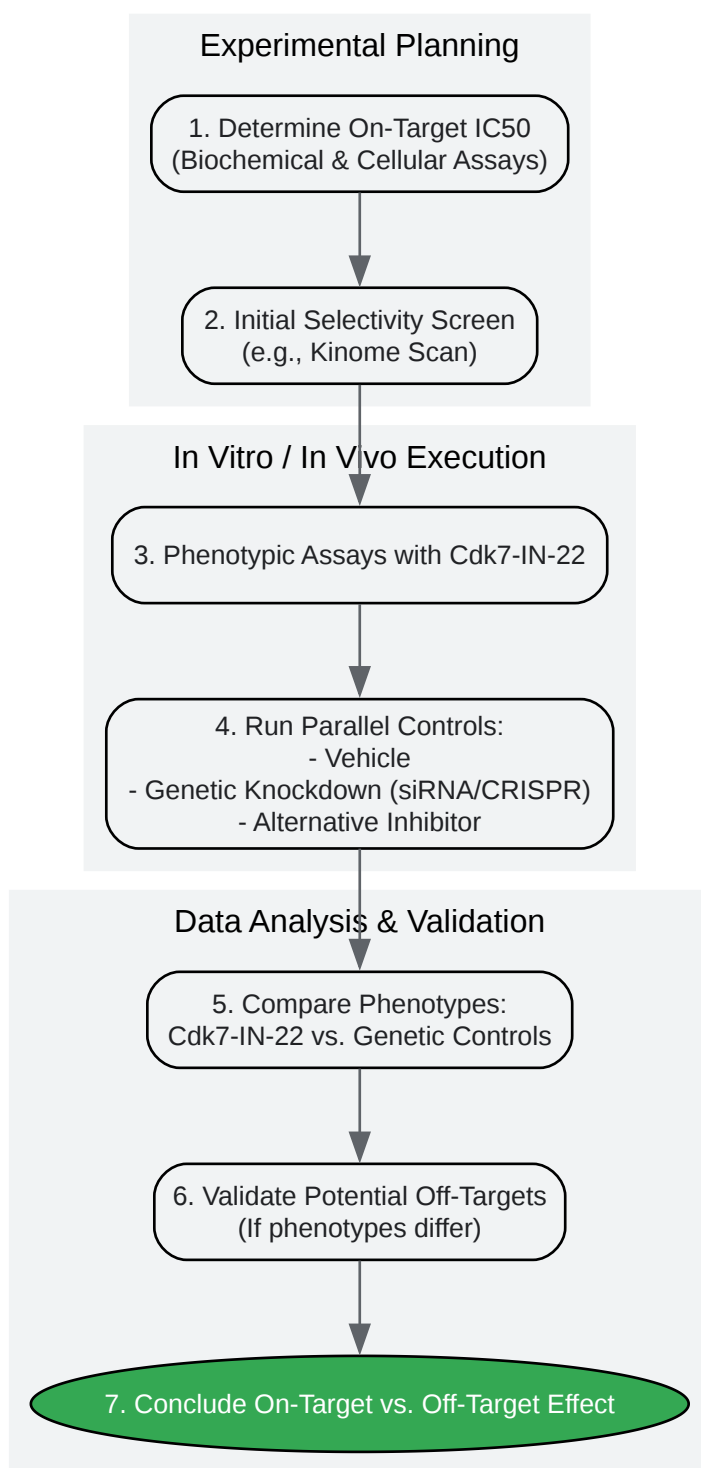 Experimental Planning
1. Determine On-Target IC50
(Biochemical & Cellular Assays)
2. Initial Selectivity Screen
(e.g., Kinome Scan)
In Vitro / In Vivo Execution
3. Phenotypic Assays with Cdk7-IN-22
4. Run Parallel Controls:
- Vehicle
- Genetic Knockdown (siRNA/CRISPR)
- Alternative Inhibitor
Data Analysis & Validation
5. Compare Phenotypes:
Cdk7-IN-22 vs. Genetic Controls
6. Validate Potential Off-Targets
(If phenotypes differ)
7. Conclude On-Target vs. Off-Target Effect